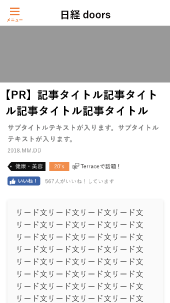 メニュー
日経 doors
【PR】記事タイトル記事タイト
ル記事タイトル記事タイトル
サブタイトルテキストが入ります。サブタイトル
テキストが入ります。
2018.MM.DD
健康・美容 70's Terraceで話題！
いいね！ 567人がいいね！しています
リード文リード文リード文リード文
リード文リード文リード文リード文
リード文リード文リード文リード文
リード文リード文リード文リード文
リード文リード文リード文リード文
リード文リード文リード文リード文
リード文リード文リード文リード文
リード文リード文リード文リード文